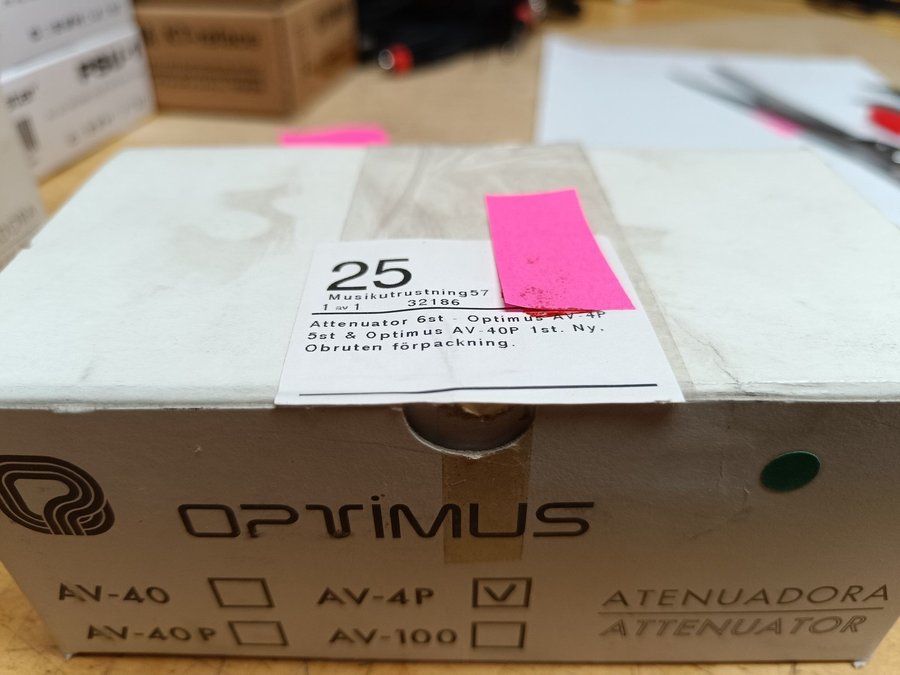 25
Musikutrustning57
1 av 1 32186
Attenuator 6st - Optimus AV-4P
5st & Optimus AV-40P 1st. Ny.
Obruten förpackning.
OPTIMUS
AV-40 AV-4P V ATENUADORA
AV-40P AV-100 ATTENUATOR